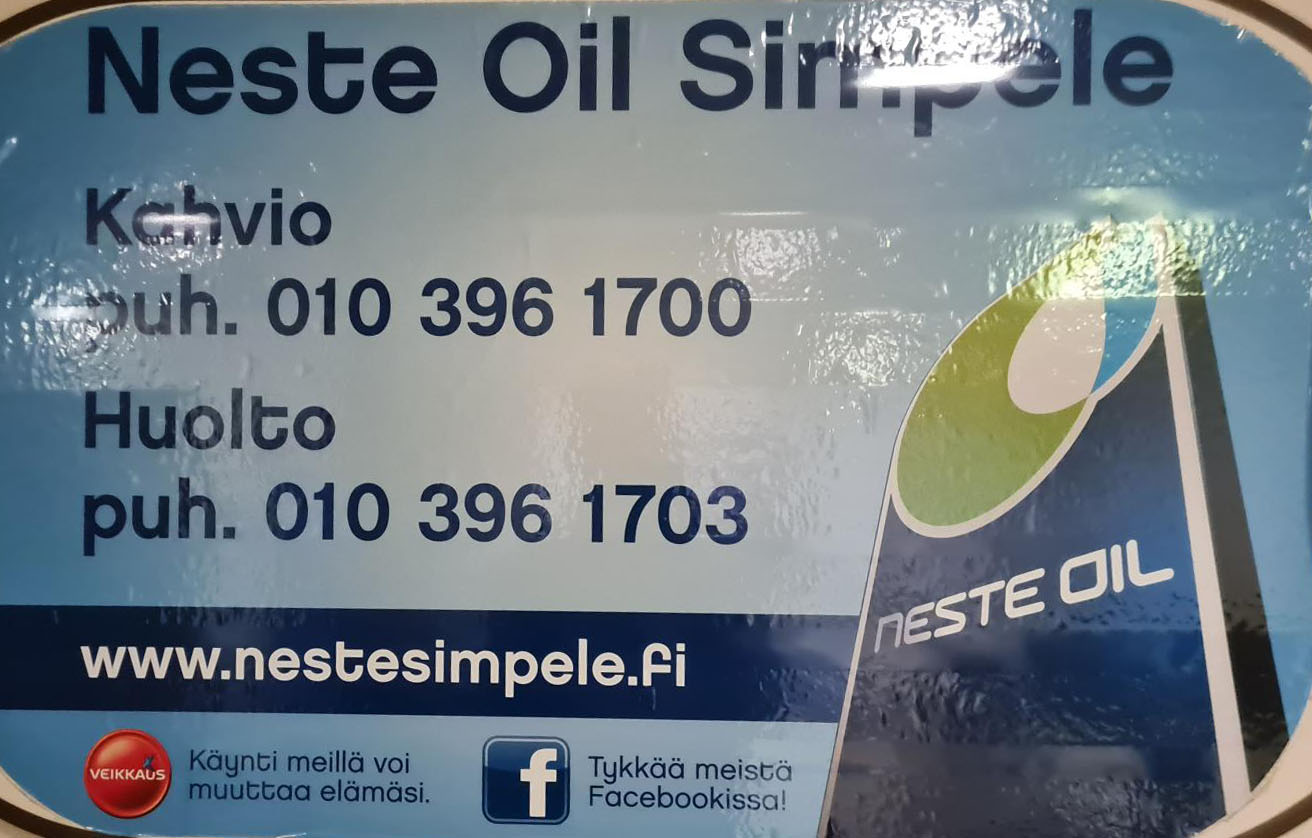 Neste Oil Simpele
Kahvio
puh. 010 396 1700
Huolto
puh. 010 396 1703
NESTE OIL
www.nestesimpele.fi
VEIKKAUS
Käynti meillä voi
muuttaa elämäsi.
f
Tykkää meistä
Facebookissa!